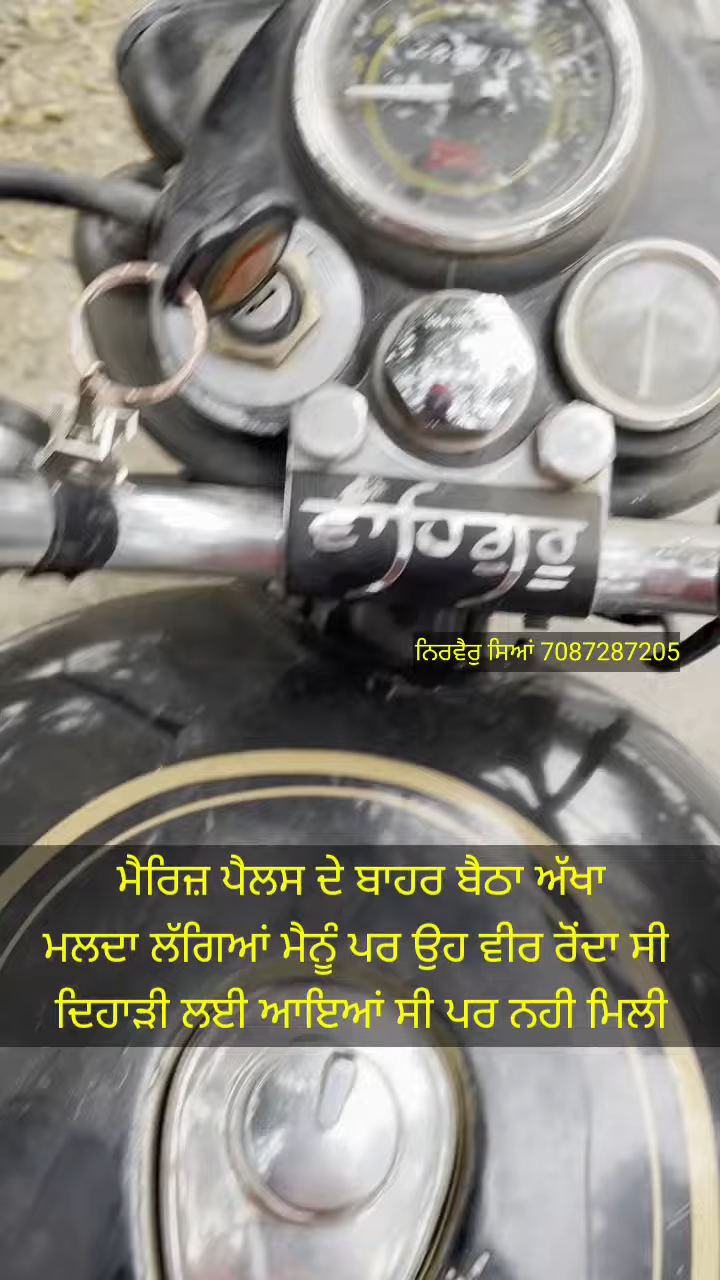 ਵਾਹਿਗੁਰੂ
ਨਿਰਵੈਰੁ ਸਿਆਂ 7087287205
ਮੈਰਿਜ਼ ਪੈਲਸ ਦੇ ਬਾਹਰ ਬੈਠਾ ਅੱਖਾ
ਮਲਦਾ ਲੱਗਿਆਂ ਮੈਨੂੰ ਪਰ ਉਹ ਵੀਰ ਰੋਂਦਾ ਸੀ
ਦਿਹਾੜੀ ਲਈ ਆਇਆਂ ਸੀ ਪਰ ਨਹੀ ਮਿਲੀ